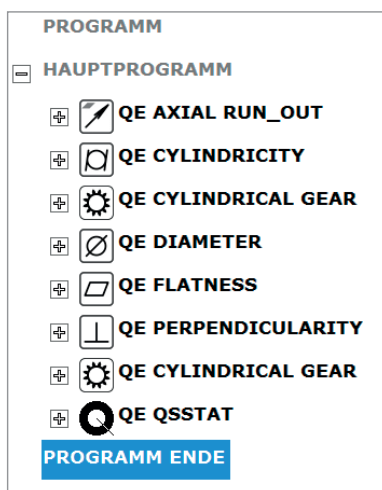 PROGRAMM
HAUPTPROGRAMM
QE AXIAL RUN_OUT
QE CYLINDRICITY
QE CYLINDRICAL GEAR
QE DIAMETER
QE FLATNESS
QE PERPENDICULARITY
QE CYLINDRICAL GEAR
QE QSSTAT
PROGRAMM ENDE